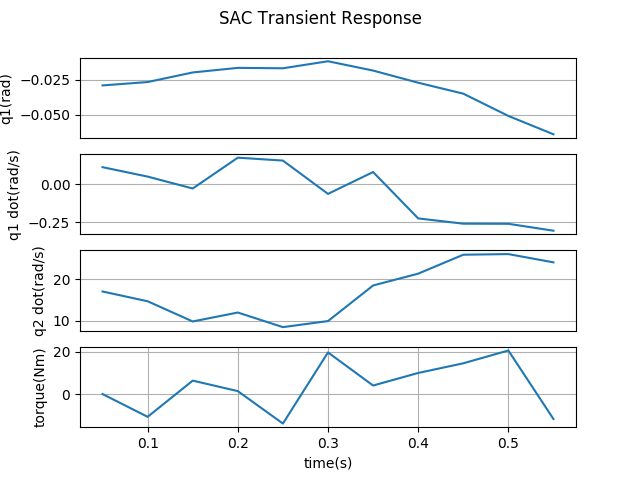 SAC Transient Response
−0.025
−0.050
q1(rad)
0.00
−0.25
q1 dot(rad/s)
20
10
q2 dot(rad/s)
20
0
torque(Nm)
0.1 0.2 0.3 0.4 0.5
time(s)